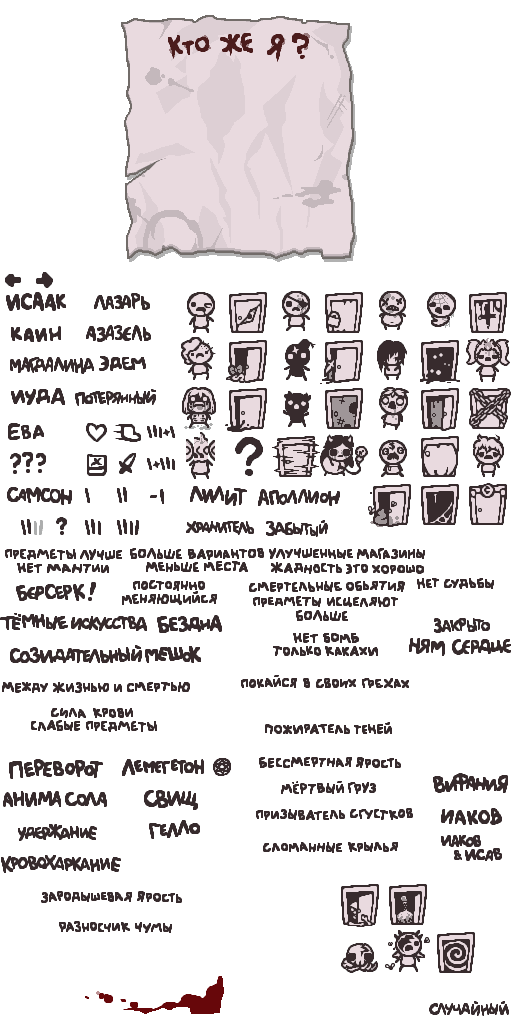 КТО ЖЕ Я?
ИСААК ЛАЗАРЬ
КАИН АЗАЗЕЛЬ
МАГДАЛИНА ЭДЕМ
ИУДА ПОТЕРЯННЫЙ
ЕВА
???
?
САМСОН ЛИЛИТ АПОЛЛИОН
? ХРАНИТЕЛЬ ЗАБЫТЫЙ
ПРЕДМЕТЫ ЛУЧШЕ БОЛЬШЕ ВАРИАНТОВ УЛУЧШЕННЫЕ МАГАЗИНЫ
НЕТ МАНТИИ МЕНЬШЕ МЕСТА ЖАДНОСТЬ ЭТО ХОРОШО
БЕРСЕРК! ПОСТОЯННО СМЕРТЕЛЬНЫЕ ОБЪЯТИЯ НЕТ СУДЬБЫ
МЕНЯЮЩИЙСЯ ПРЕДМЕТЫ ИСЦЕЛЯЮТ
БОЛЬШЕ
ТЁМНЫЕ ИСКУССТВА БЕЗДНА ЗАКРЫТО
НЕТ БОМБ
ТОЛЬКО КАКАХИ НЯМ СЕРДЦЕ
СОЗИДАТЕЛЬНЫЙ МЕШОК
МЕЖДУ ЖИЗНЬЮ И СМЕРТЬЮ ПОКАЙСЯ В СВОИХ ГРЕХАХ
СИЛА КРОВИ
СЛАБЫЕ ПРЕДМЕТЫ ПОЖИРАТЕЛЬ ТЕНЕЙ
ПЕРЕВОРОТ ЛЕМЕГЕТОН БЕССМЕРТНАЯ ЯРОСТЬ
МЁРТВЫЙ ГРУЗ ВИФАНИЯ
АНИМА СОЛА СВИЩ
ПРИЗЫВАТЕЛЬ СГУСТКОВ ИАКОВ
УДЕРЖАНИЕ ГЕЛЛО
СЛОМАННЫЕ КРЫЛЬЯ ИАКОВ
& ИСАВ
КРОВОХАРКАНИЕ
ЗАРОДЫШЕВАЯ ЯРОСТЬ
РАЗНОСЧИК ЧУМЫ
СЛУЧАЙНЫЙ